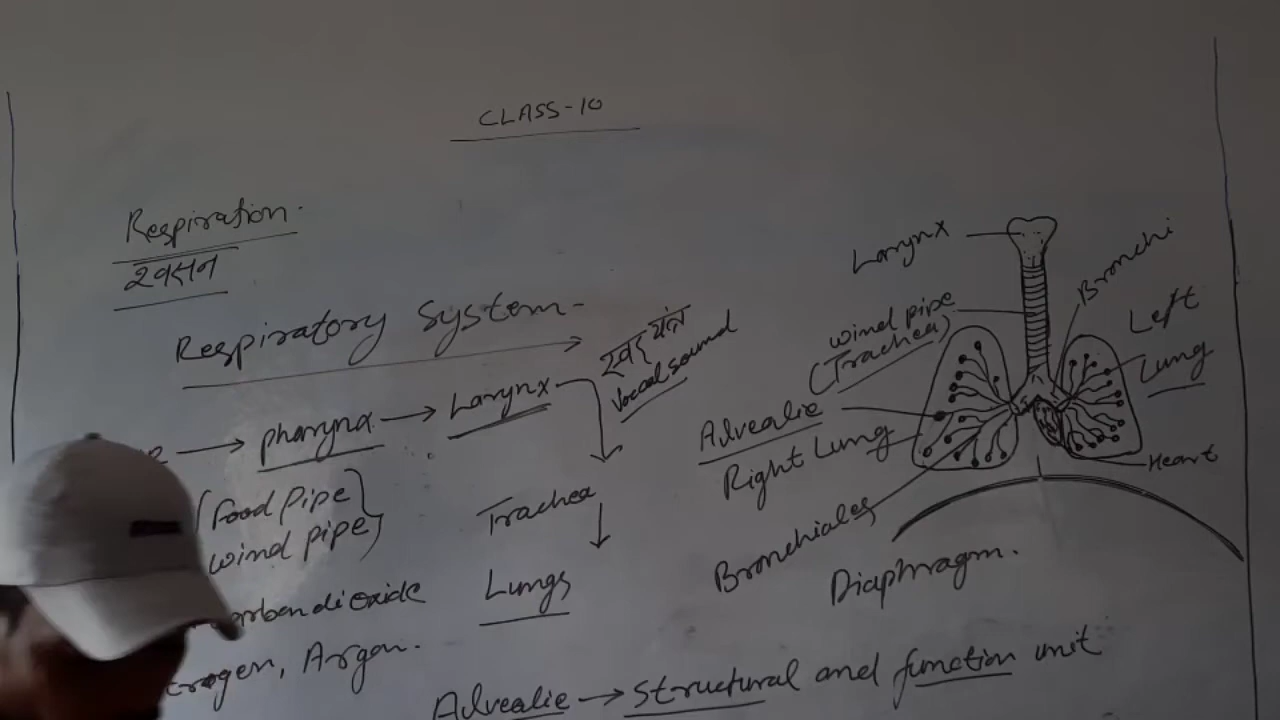 CLASS-10
Respiration.
श्वसन
Respiratory System-
pharynx → Larynx
स्वर यंत्र
Vocal sound
(Food Pipe
wind pipe)
Trachea
Lungs
Argon.
Larynx
Bronchi
wind pipe
(Trachea)
Left
Lung
Alvealie
Right Lung
Heart
Bronchiales
Diaphragm.
Alvealie → Structural and function unit